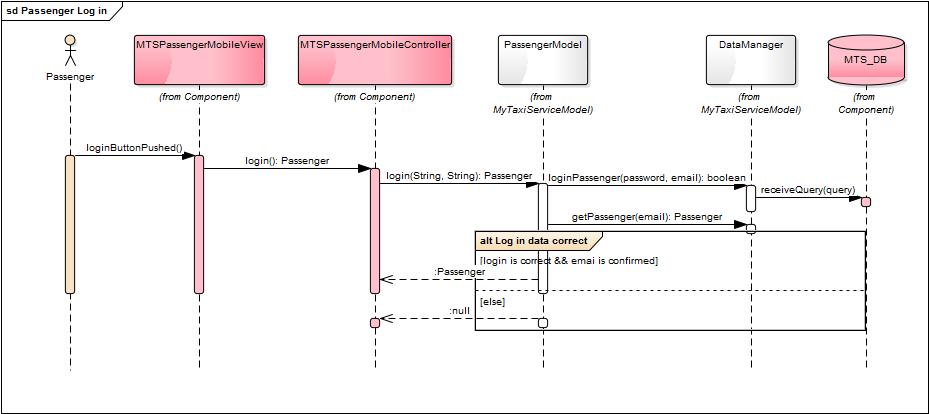 sd Passenger Log in
MTSPassengerMobileView
MTSPassengerMobileController
PassengerModel
DataManager
MTS_DB
Passenger
(from Component)
(from Component)
(from
MyTaxiServiceModel)
(from
MyTaxiServiceModel)
(from
Component)
loginButtonPushed()
login(): Passenger
login(String, String): Passenger
loginPassenger(password, email): boolean
receiveQuery(query)
getPassenger(email): Passenger
alt Log in data correct
[login is correct && emai is confirmed]
:Passenger
[else]
:null